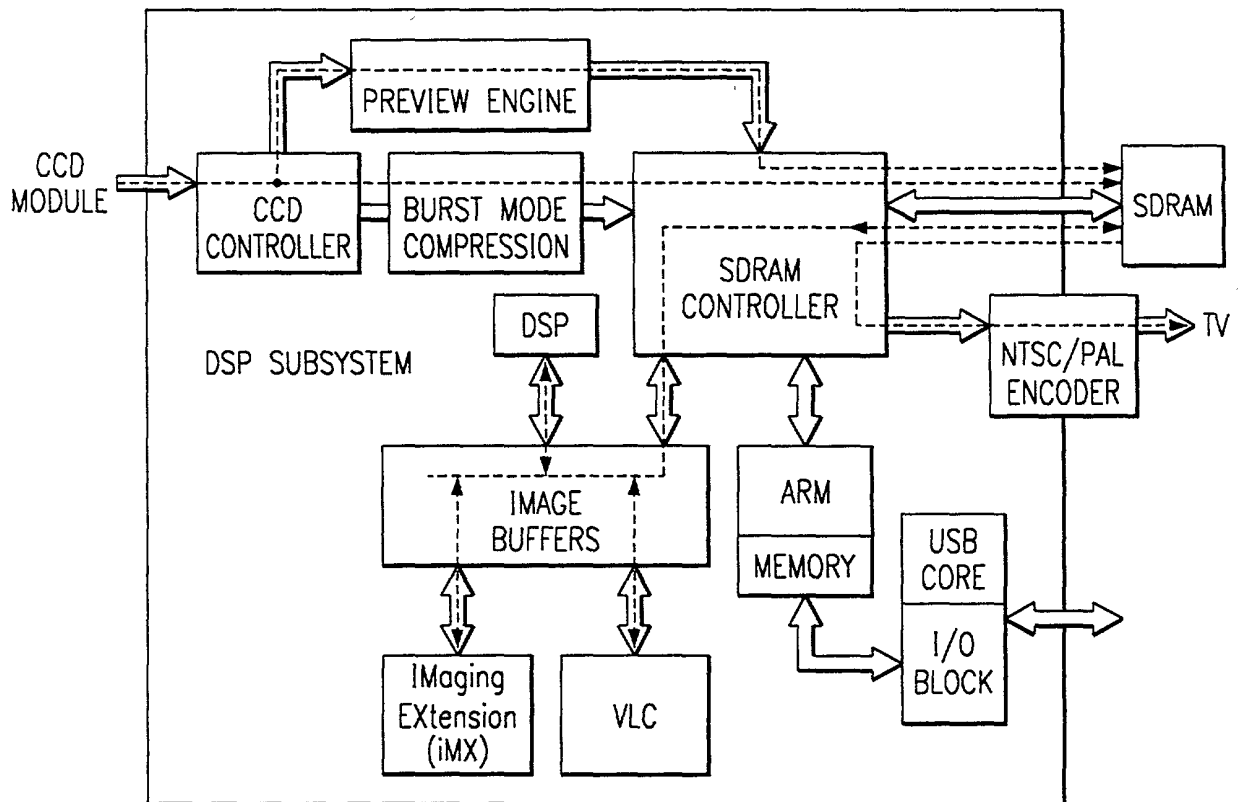 PREVIEW ENGINE
CCD
MODULE
CCD
CONTROLLER
BURST MODE
COMPRESSION
SDRAM
CONTROLLER
SDRAM
DSP
DSP SUBSYSTEM
NTSC/PAL
ENCODER
TV
IMAGE
BUFFERS
ARM
MEMORY
USB
CORE
I/O
BLOCK
IMaging
EXtension
(iMX)
VLC